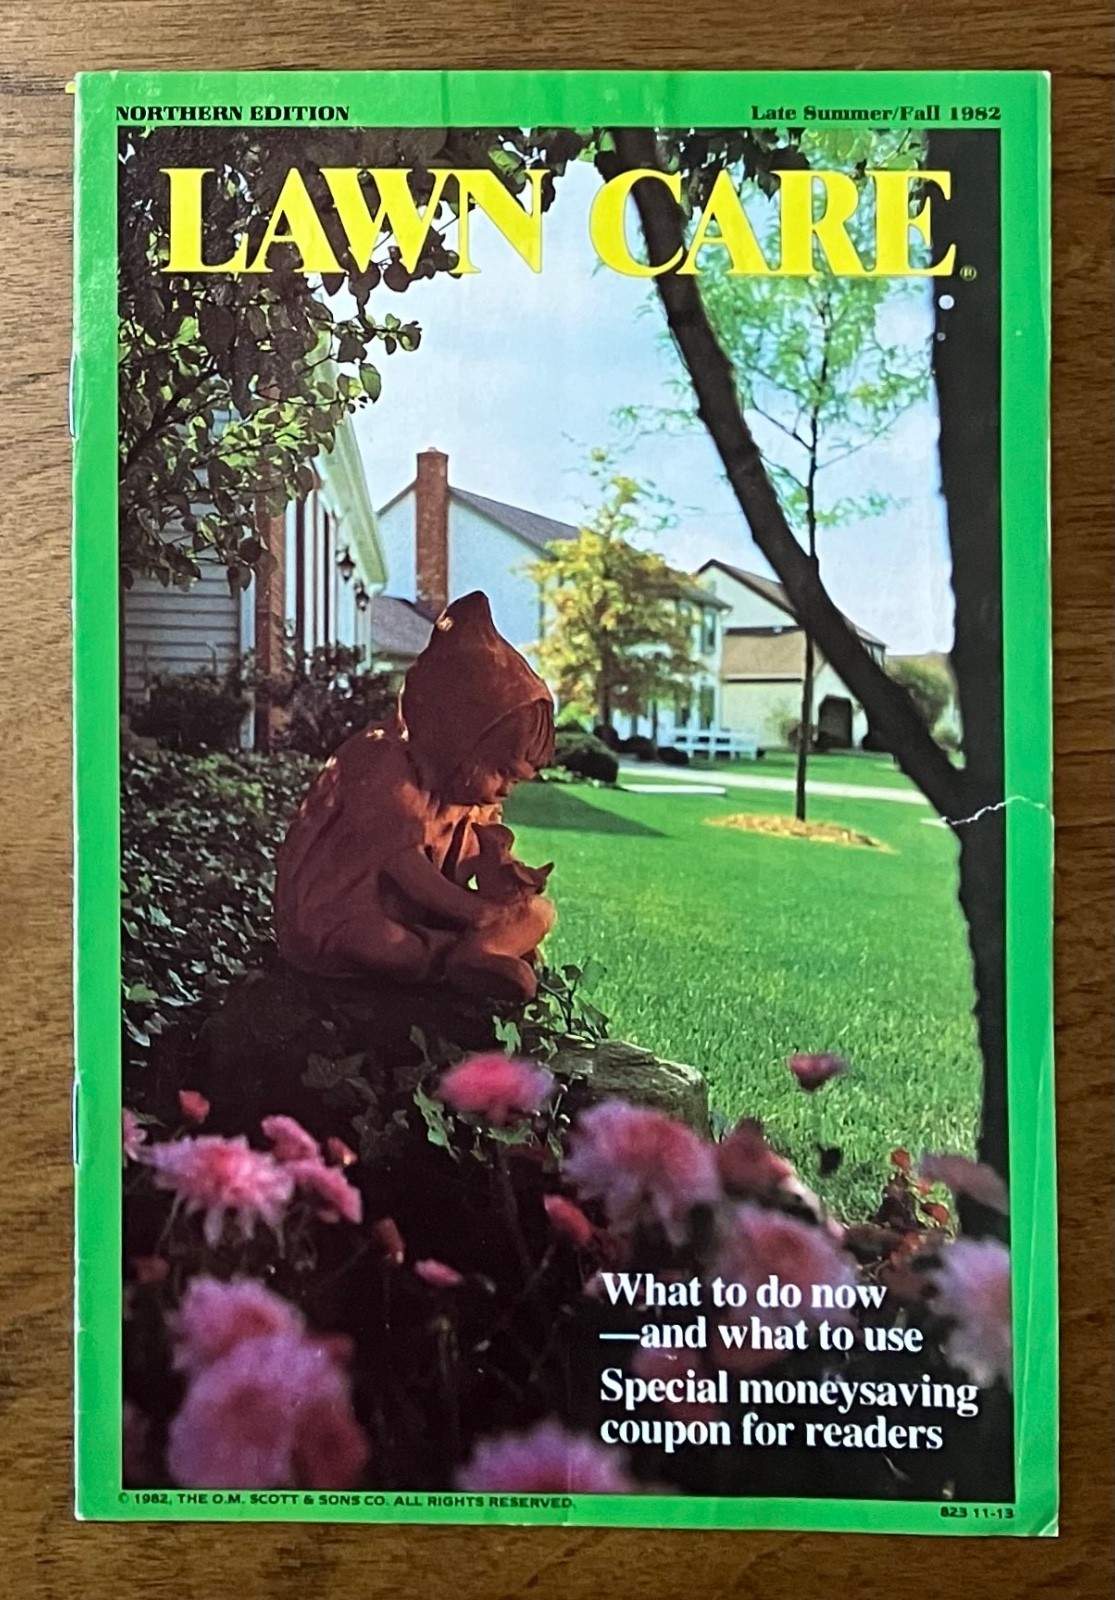 NORTHERN EDITION
Late Summer/Fall 1982
LAWN CARE®
What to do now
—and what to use
Special moneysaving
coupon for readers
© 1982, THE O.M. SCOTT & SONS CO. ALL RIGHTS RESERVED.
823 11-13